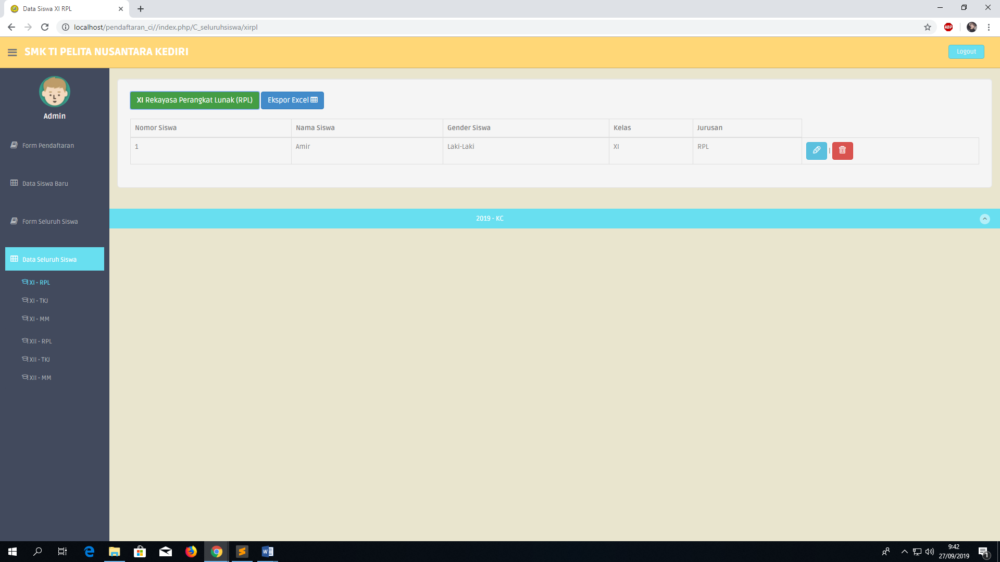 Data Siswa XI RPL
localhost/pendaftaran_ci//index.php/C_seluruhsiswa/xirpl
ABP
SMK TI PELITA NUSANTARA KEDIRI
Logout
Admin
Form Pendaftaran
Data Siswa Baru
Form Seluruh Siswa
Data Seluruh Siswa
XI - RPL
XI - TKJ
XI - MM
XII - RPL
XII - TKJ
XII - MM
XI Rekayasa Perangkat Lunak (RPL) Ekspor Excel
Nomor Siswa Nama Siswa Gender Siswa Kelas Jurusan
1 Amir Laki-Laki XI RPL |
2019 - KC
9:42
27/09/2019
1